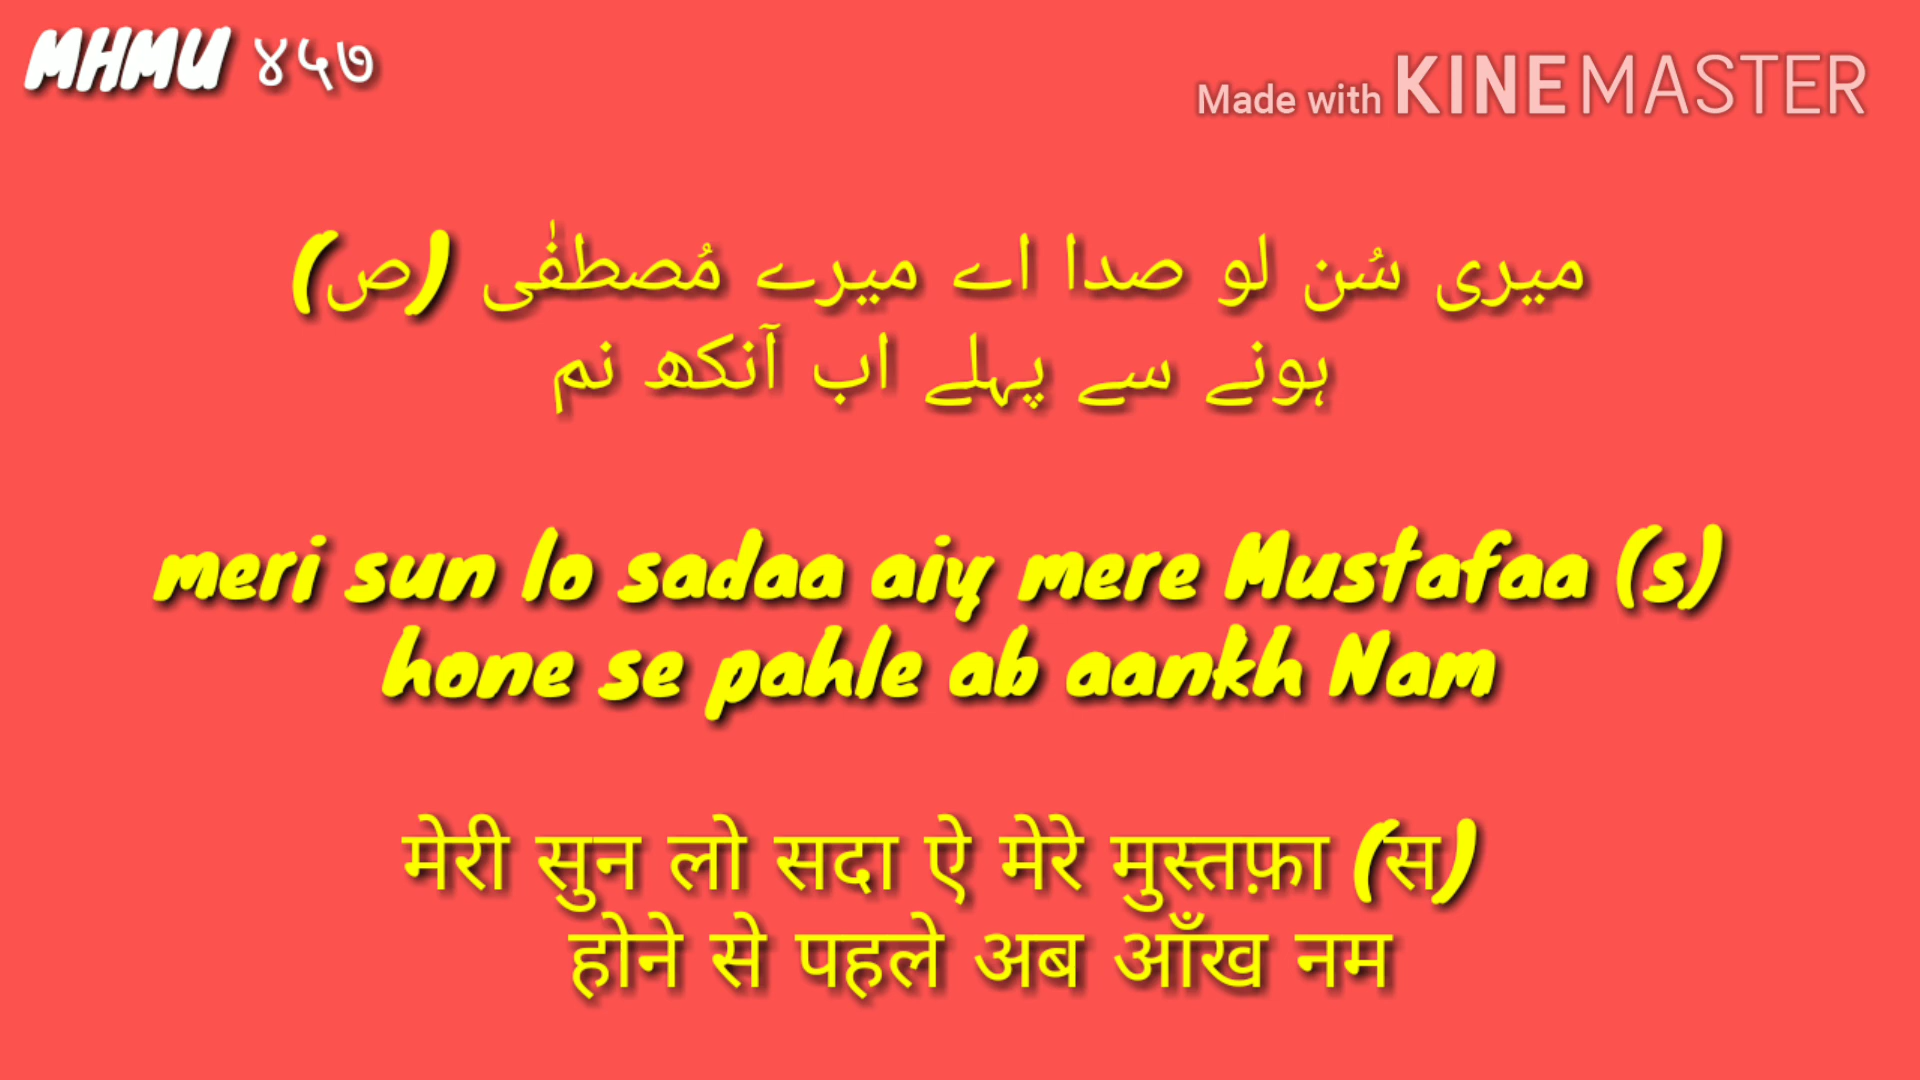 MHMU ४५७
Made with KINEMASTER
میری سُن لو صدا اے میرے مُصطفٰی (ص)
ہونے سے پہلے اب آنکھ نم
meri sun lo sadaa aiy mere Mustafaa (s)
hone se pahle ab aankh Nam
मेरी सुन लो सदा ऐ मेरे मुस्तफ़ा (स)
होने से पहले अब आँख नम